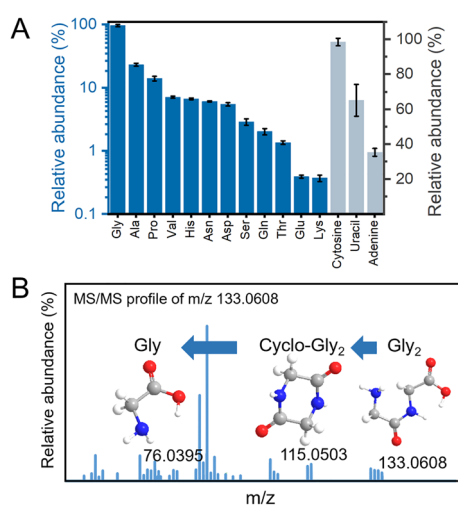 A
Relative abundance (%)
100
10
1
0.1
100
80
60
40
20
Relative abundance (%)
Gly
Ala
Pro
Val
His
Asn
Asp
Ser
Gln
Thr
Glu
Lys
Cytosine
Uracil
Adenine
B
Relative abundance (%)
MS/MS profile of m/z 133.0608
Gly
Cyclo-Gly₂
Gly₂
76.0395
115.0503
133.0608
m/z